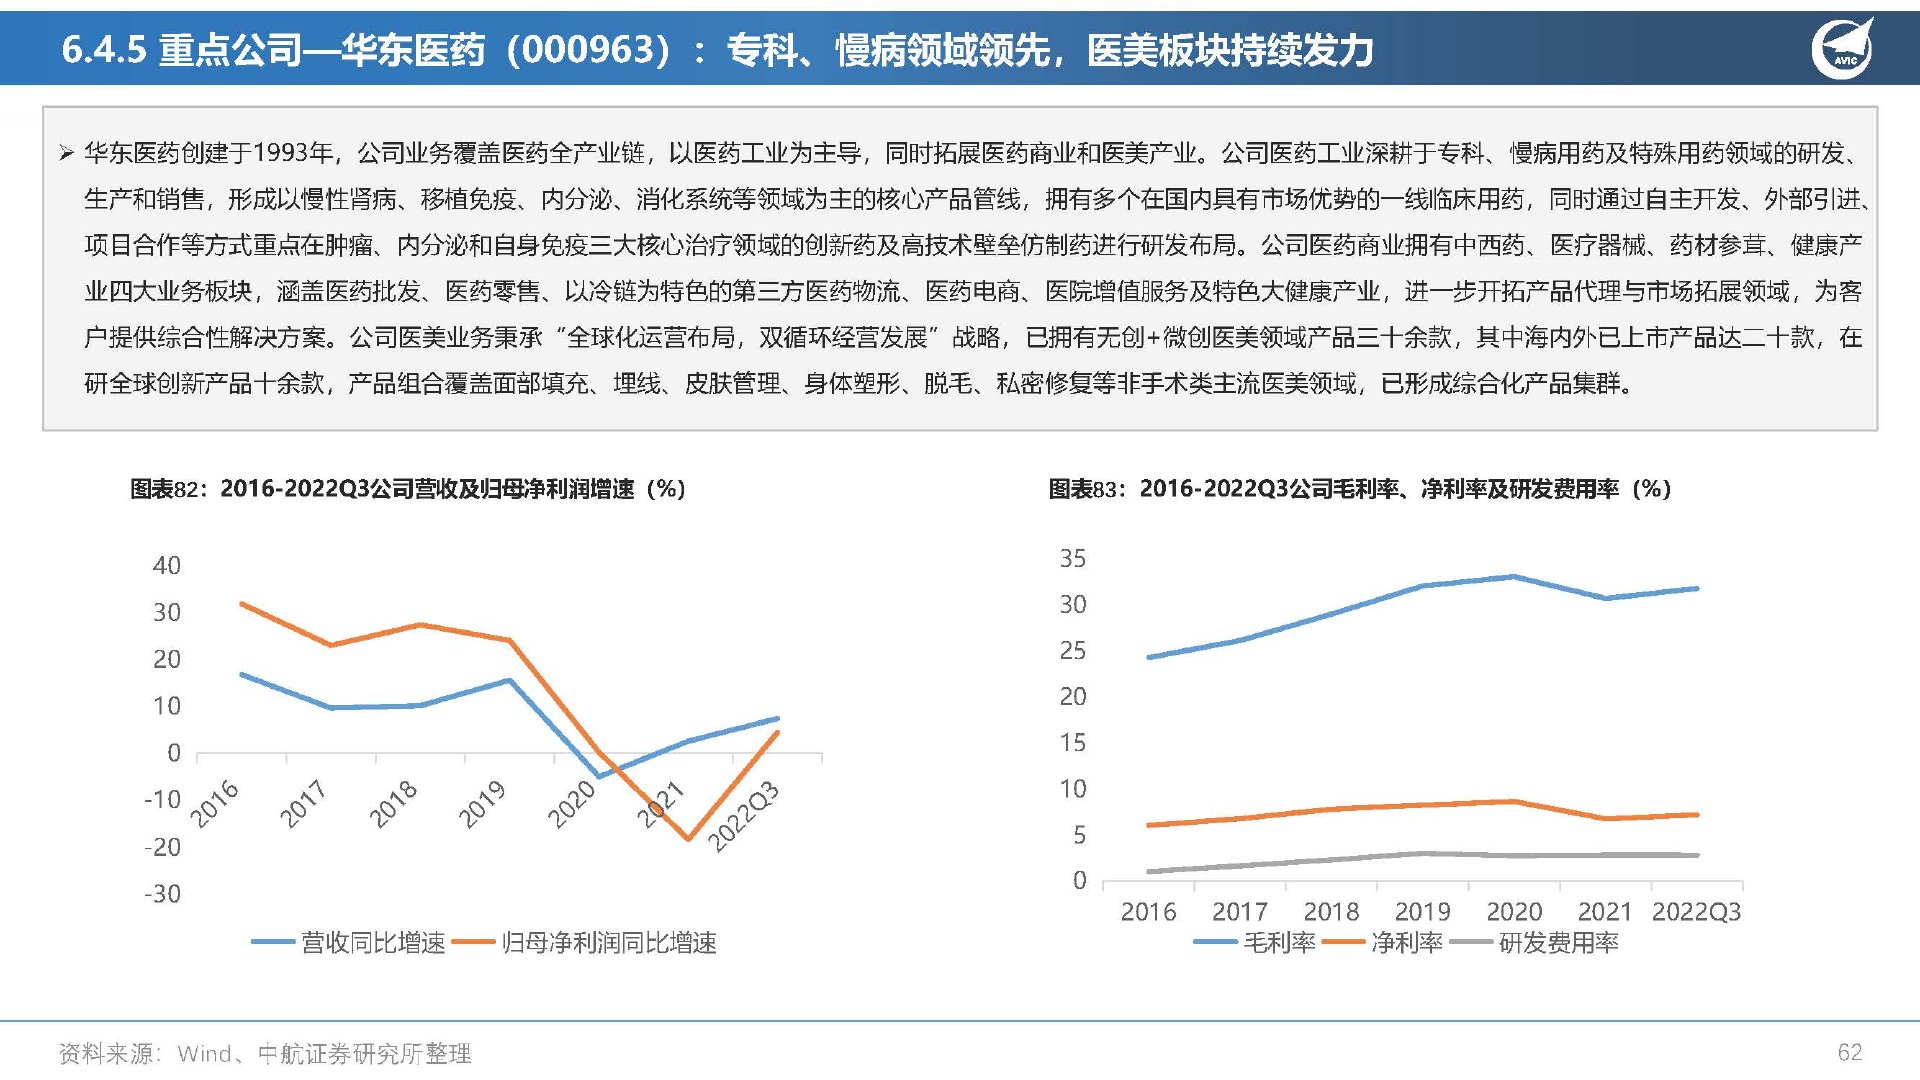 6.4.5 重点公司—华东医药（000963）：专科、慢病领域领先，医美板块持续发力
AVIC
➢ 华东医药创建于1993年，公司业务覆盖医药全产业链，以医药工业为主导，同时拓展医药商业和医美产业。公司医药工业深耕于专科、慢病用药及特殊用药领域的研发、
生产和销售，形成以慢性肾病、移植免疫、内分泌、消化系统等领域为主的核心产品管线，拥有多个在国内具有市场优势的一线临床用药，同时通过自主开发、外部引进、
项目合作等方式重点在肿瘤、内分泌和自身免疫三大核心治疗领域的创新药及高技术壁垒仿制药进行研发布局。公司医药商业拥有中西药、医疗器械、药材参茸、健康产
业四大业务板块，涵盖医药批发、医药零售、以冷链为特色的第三方医药物流、医药电商、医院增值服务及特色大健康产业，进一步开拓产品代理与市场拓展领域，为客
户提供综合性解决方案。公司医美业务秉承“全球化运营布局，双循环经营发展”战略，已拥有无创+微创医美领域产品三十余款，其中海内外已上市产品达二十款，在
研全球创新产品十余款，产品组合覆盖面部填充、埋线、皮肤管理、身体塑形、脱毛、私密修复等非手术类主流医美领域，已形成综合化产品集群。
图表82：2016-2022Q3公司营收及归母净利润增速（%）
40
30
20
10
0
-10
-20
-30
2016
2017
2018
2019
2020
2021
2022Q3
营收同比增速
归母净利润同比增速
图表83：2016-2022Q3公司毛利率、净利率及研发费用率（%）
35
30
25
20
15
10
5
0
2016
2017
2018
2019
2020
2021
2022Q3
毛利率
净利率
研发费用率
资料来源：Wind、中航证券研究所整理
62